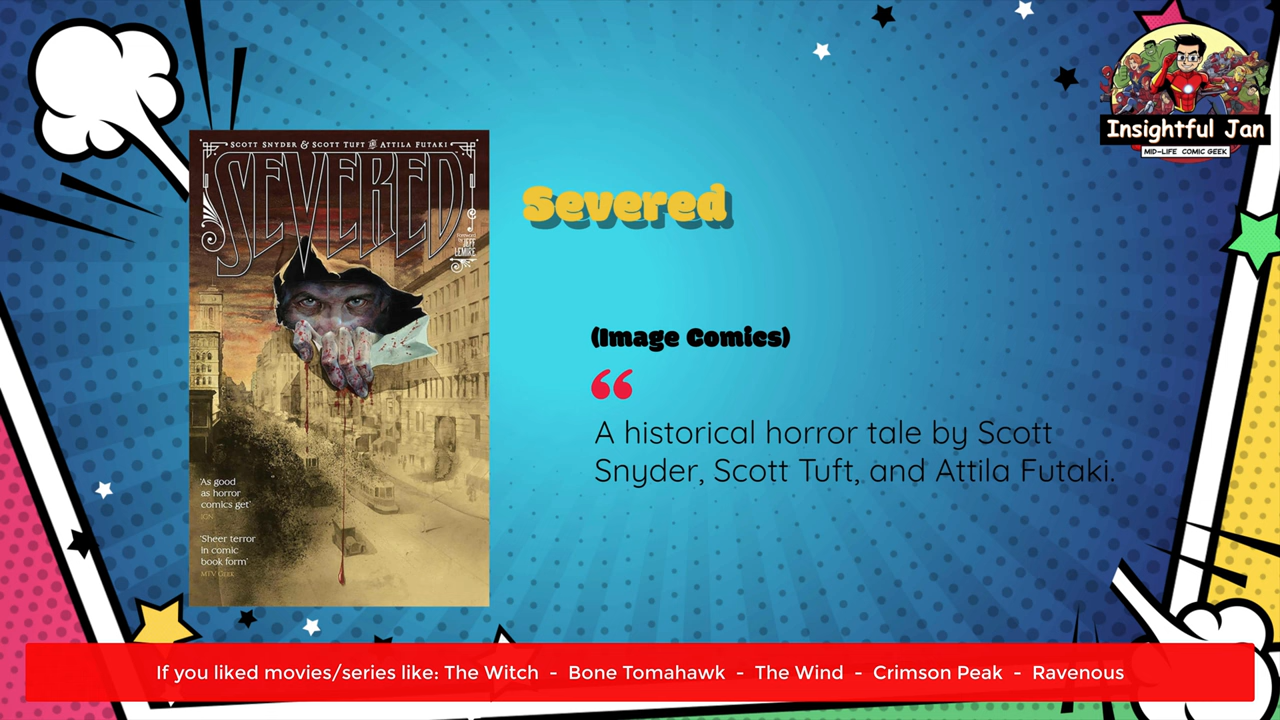 SCOTT SNYDER & SCOTT TUFT AND ATTILA FUTAKI
SEVERED
Foreword by
JEFF
LEMIRE
'As good
as horror
comics get'
IGN
'Sheer terror
in comic
book form'
MTV GEEK
Severed
(Image Comics)
“
A historical horror tale by Scott
Snyder, Scott Tuft, and Attila Futaki.
Insightful Jan
MID-LIFE COMIC GEEK
If you liked movies/series like: The Witch - Bone Tomahawk - The Wind - Crimson Peak - Ravenous